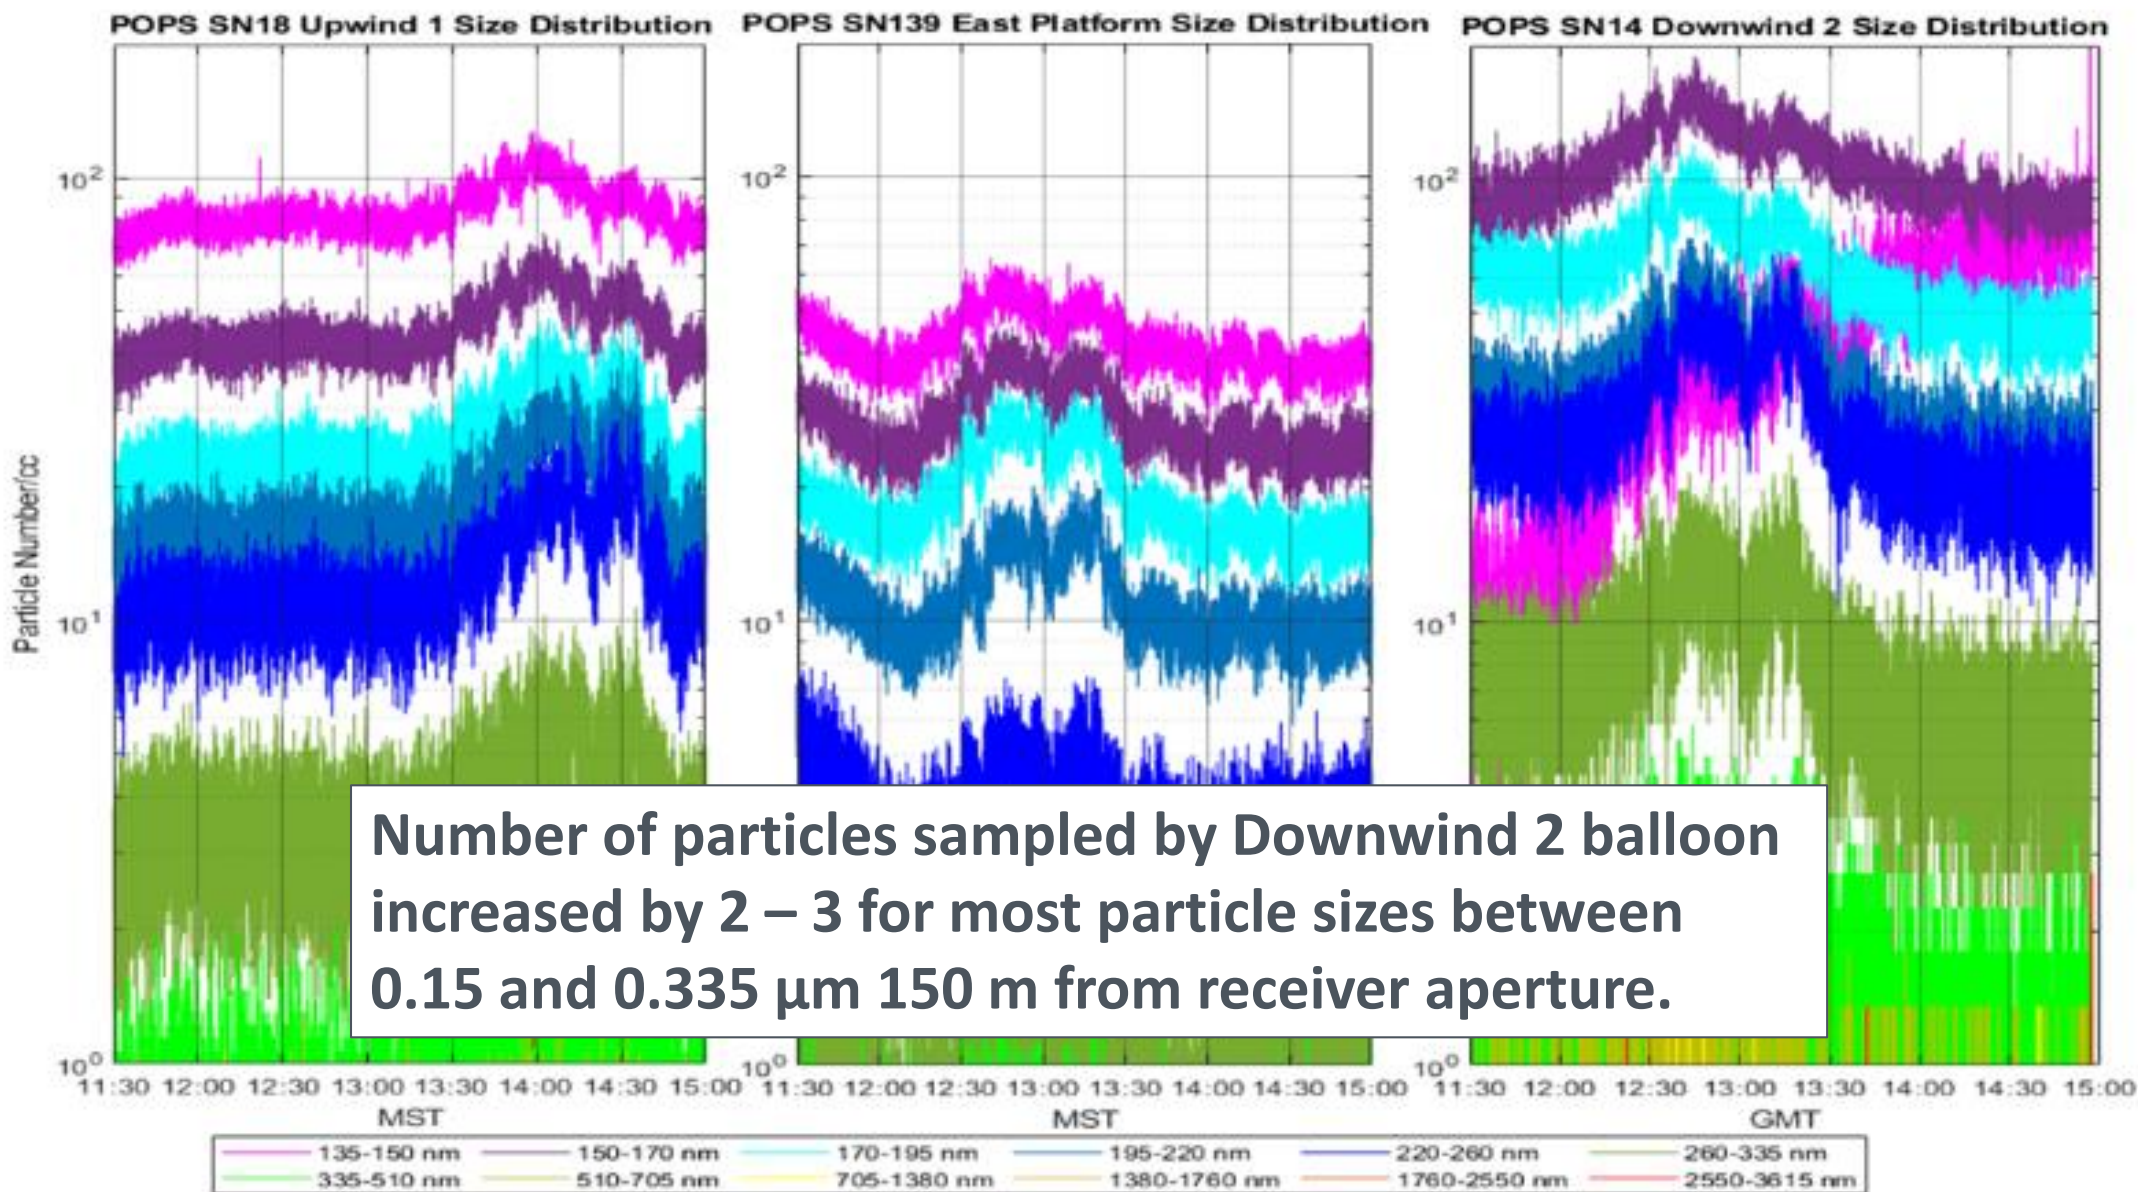 POPS SN18 Upwind 1 Size Distribution
POPS SN139 East Platform Size Distribution
POPS SN14 Downwind 2 Size Distribution
Particle Number/cc
10²
10¹
10⁰
11:30 12:00 12:30 13:00 13:30 14:00 14:30 15:00
MST
10²
10¹
10⁰
11:30 12:00 12:30 13:00 13:30 14:00 14:30 15:00
MST
10²
10¹
10⁰
11:30 12:00 12:30 13:00 13:30 14:00 14:30 15:00
GMT
Number of particles sampled by Downwind 2 balloon
increased by 2 – 3 for most particle sizes between
0.15 and 0.335 µm 150 m from receiver aperture.
135-150 nm 150-170 nm 170-195 nm 195-220 nm 220-260 nm 260-335 nm
335-510 nm 510-705 nm 705-1380 nm 1380-1760 nm 1760-2550 nm 2550-3615 nm